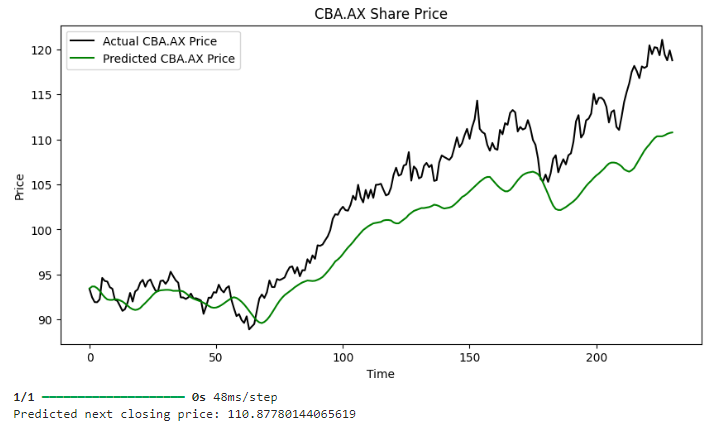 CBA.AX Share Price
Actual CBA.AX Price
Predicted CBA.AX Price
120
115
110
105
100
95
90
Price
0
50
100
150
200
Time
1/1 ━━━━━━━━━━━━━━━━━━━━ 0s 48ms/step
Predicted next closing price: 110.87780144065619